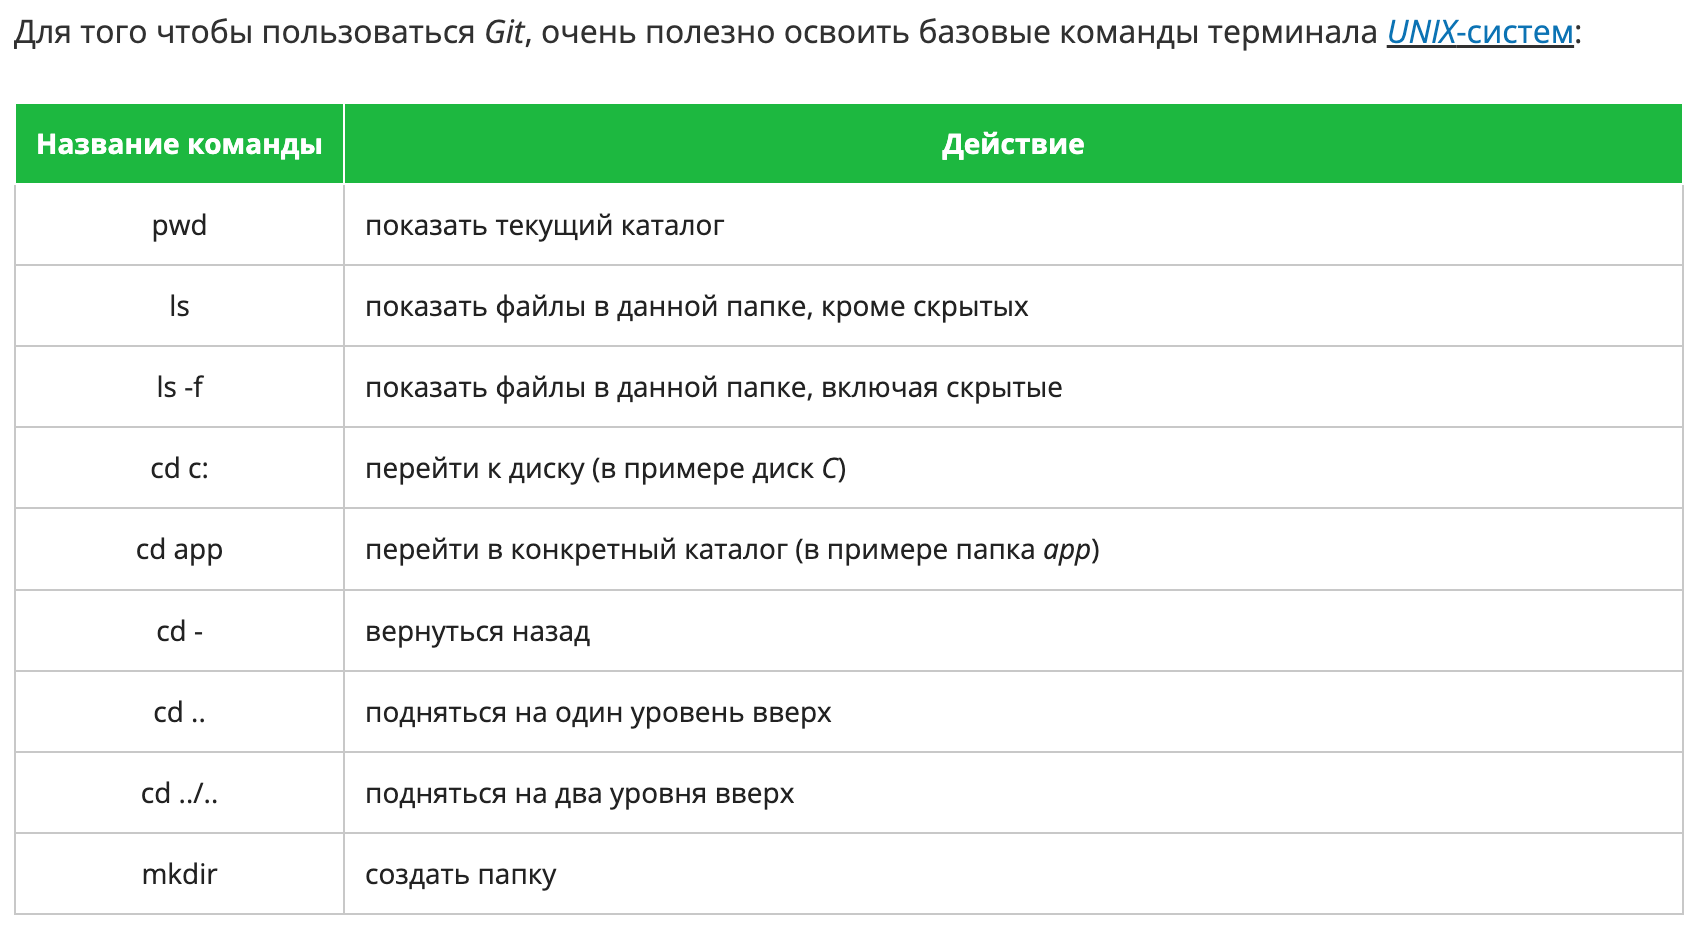 Для того чтобы пользоваться Git, очень полезно освоить базовые команды терминала UNIX-систем:
Название команды Действие
pwd показать текущий каталог
ls показать файлы в данной папке, кроме скрытых
ls -f показать файлы в данной папке, включая скрытые
cd c: перейти к диску (в примере диск C)
cd app перейти в конкретный каталог (в примере папка app)
cd - вернуться назад
cd .. подняться на один уровень вверх
cd ../.. подняться на два уровня вверх
mkdir создать папку